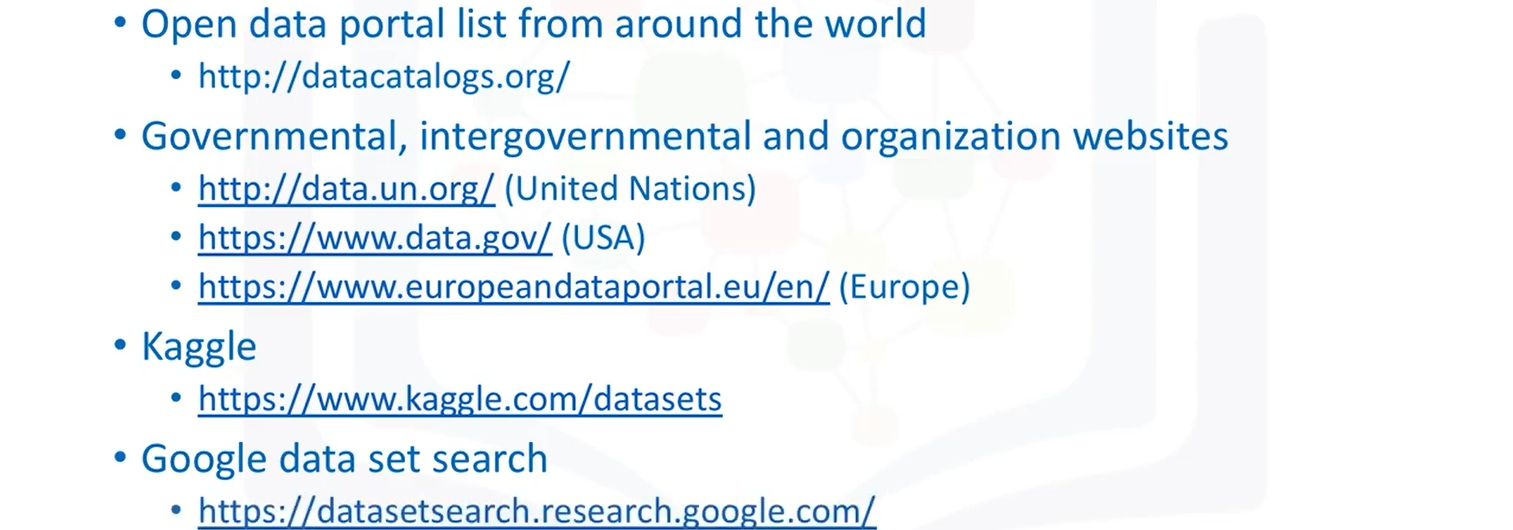 • Open data portal list from around the world
• http://datacatalogs.org/
• Governmental, intergovernmental and organization websites
• http://data.un.org/ (United Nations)
• https://www.data.gov/ (USA)
• https://www.europeandataportal.eu/en/ (Europe)
• Kaggle
• https://www.kaggle.com/datasets
• Google data set search
• https://datasetsearch.research.google.com/